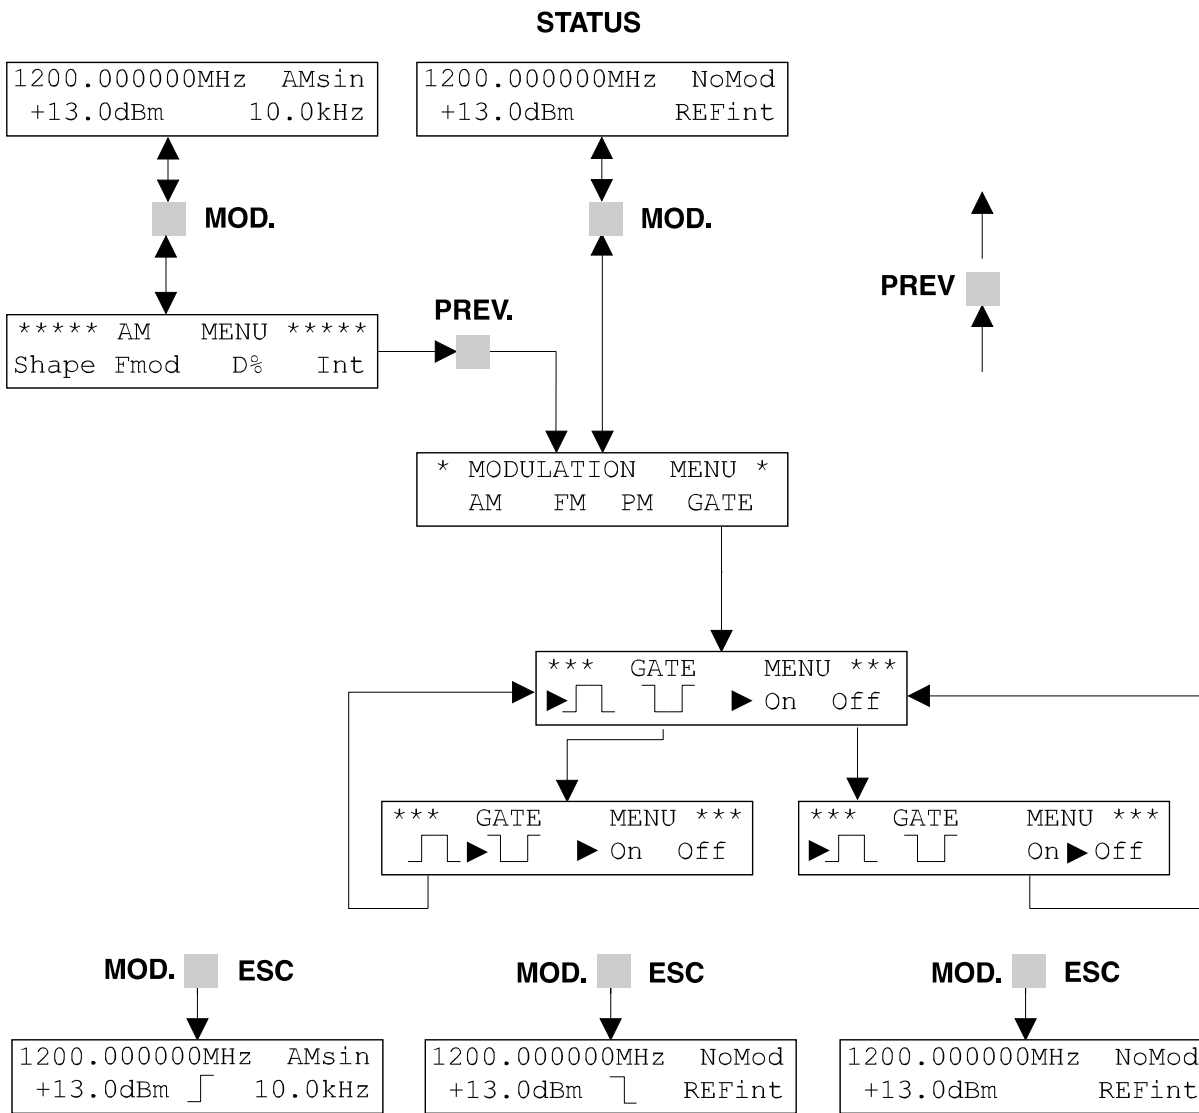 STATUS
1200.000000MHz AMsin
+13.0dBm 10.0kHz
1200.000000MHz NoMod
+13.0dBm REFint
MOD.
MOD.
PREV
PREV.
***** AM MENU *****
Shape Fmod D% Int
* MODULATION MENU *
AM FM PM GATE
*** GATE MENU ***
On Off
*** GATE MENU ***
On Off
*** GATE MENU ***
On Off
MOD. ESC
MOD. ESC
MOD. ESC
1200.000000MHz AMsin
+13.0dBm 10.0kHz
1200.000000MHz NoMod
+13.0dBm REFint
1200.000000MHz NoMod
+13.0dBm REFint